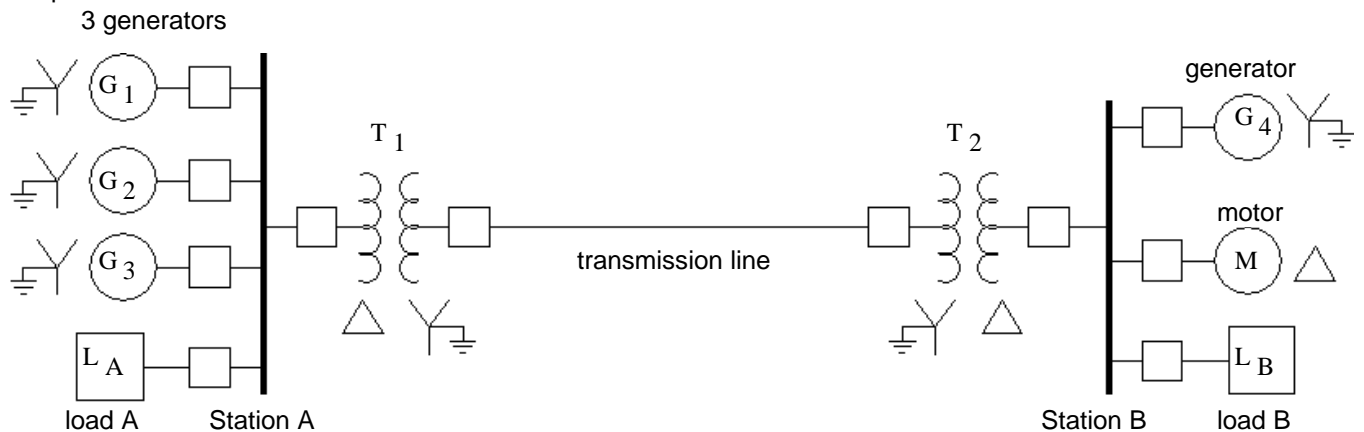 3 generators
G1
G2
G3
LA
load A
Station A
T1
transmission line
T2
generator
G4
motor
M
LB
Station B
load B